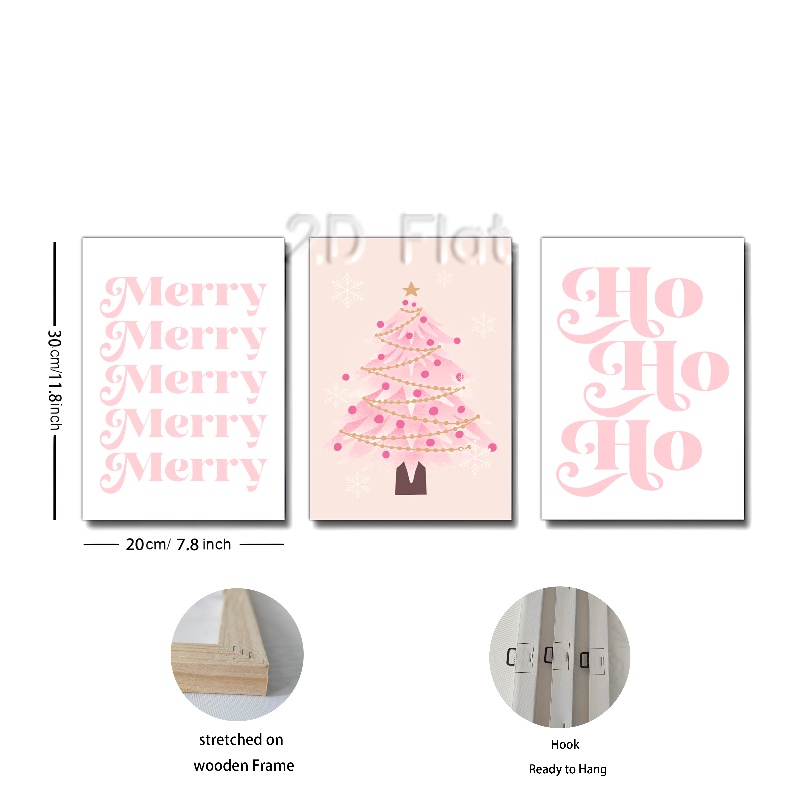 2D Flat
Merry
Merry
Merry
Merry
Merry
Ho
Ho
Ho
30cm/11.8inch
20cm/ 7.8 inch
stretched on
wooden Frame
Hook
Ready to Hang